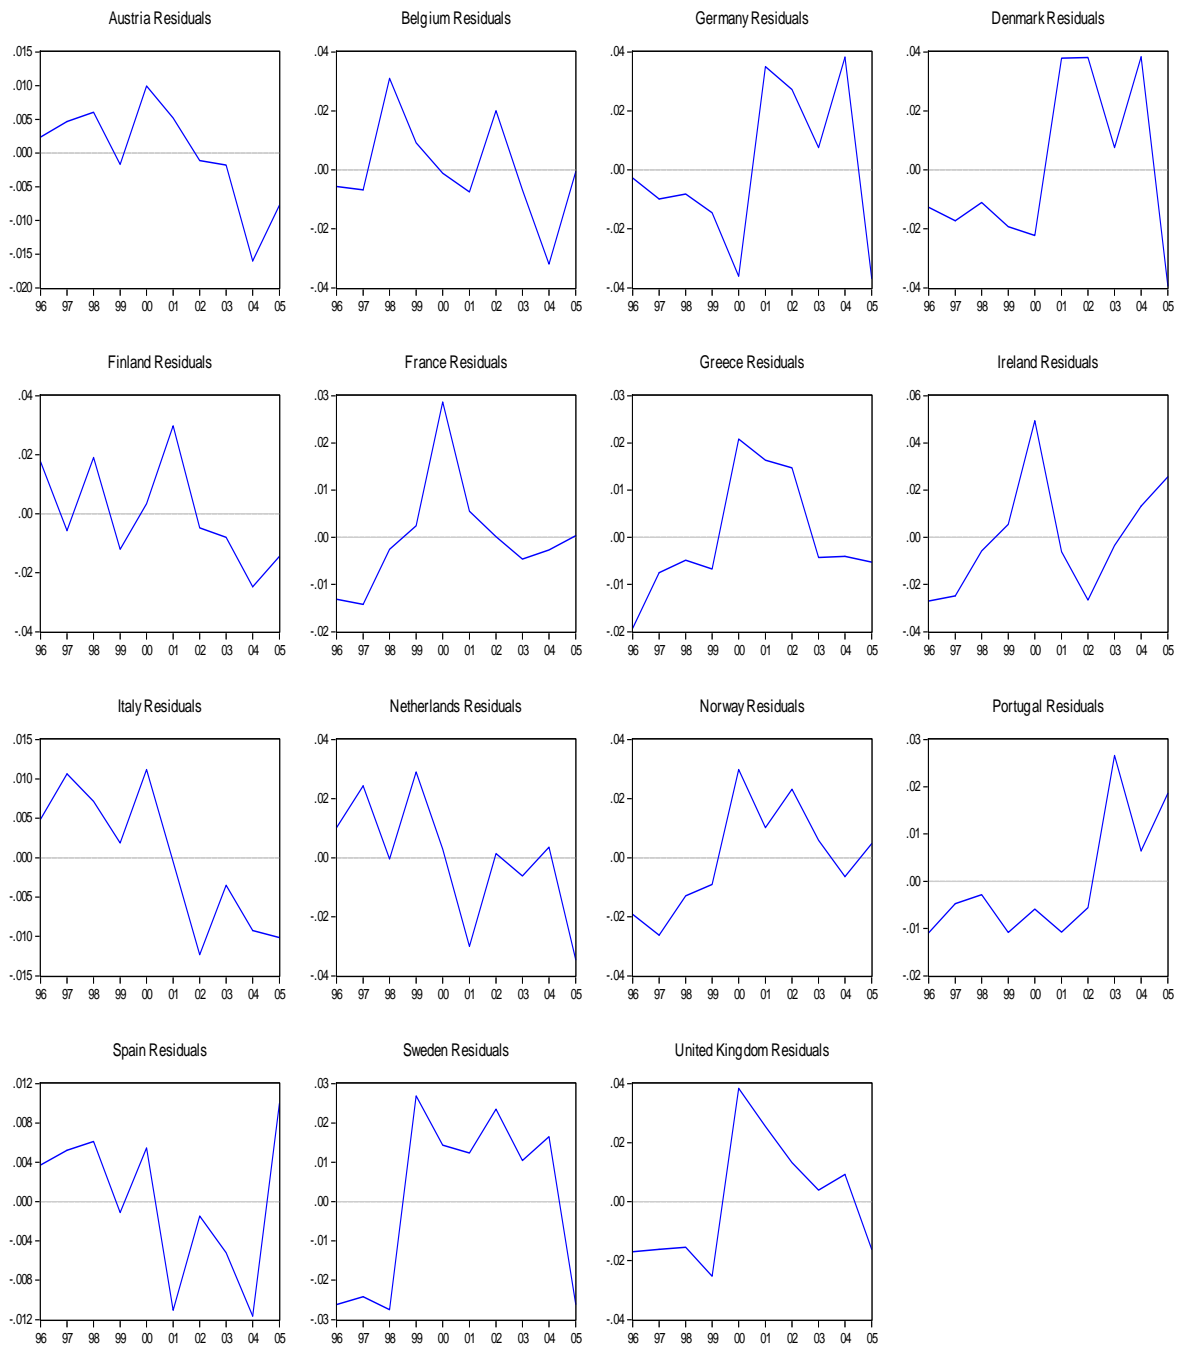 Austria Residuals
.015
.010
.005
.000
-.005
-.010
-.015
-.020
96 97 98 99 00 01 02 03 04 05
Belgium Residuals
.04
.02
.00
-.02
-.04
96 97 98 99 00 01 02 03 04 05
Germany Residuals
.04
.02
.00
-.02
-.04
96 97 98 99 00 01 02 03 04 05
Denmark Residuals
.04
.02
.00
-.02
-.04
96 97 98 99 00 01 02 03 04 05
Finland Residuals
.04
.02
.00
-.02
-.04
96 97 98 99 00 01 02 03 04 05
France Residuals
.03
.02
.01
.00
-.01
-.02
96 97 98 99 00 01 02 03 04 05
Greece Residuals
.03
.02
.01
.00
-.01
-.02
96 97 98 99 00 01 02 03 04 05
Ireland Residuals
.06
.04
.02
.00
-.02
-.04
96 97 98 99 00 01 02 03 04 05
Italy Residuals
.015
.010
.005
.000
-.005
-.010
-.015
96 97 98 99 00 01 02 03 04 05
Netherlands Residuals
.04
.02
.00
-.02
-.04
96 97 98 99 00 01 02 03 04 05
Norway Residuals
.04
.02
.00
-.02
-.04
96 97 98 99 00 01 02 03 04 05
Portugal Residuals
.03
.02
.01
.00
-.01
-.02
96 97 98 99 00 01 02 03 04 05
Spain Residuals
.012
.008
.004
.000
-.004
-.008
-.012
96 97 98 99 00 01 02 03 04 05
Sweden Residuals
.03
.02
.01
.00
-.01
-.02
-.03
96 97 98 99 00 01 02 03 04 05
United Kingdom Residuals
.04
.02
.00
-.02
-.04
96 97 98 99 00 01 02 03 04 05